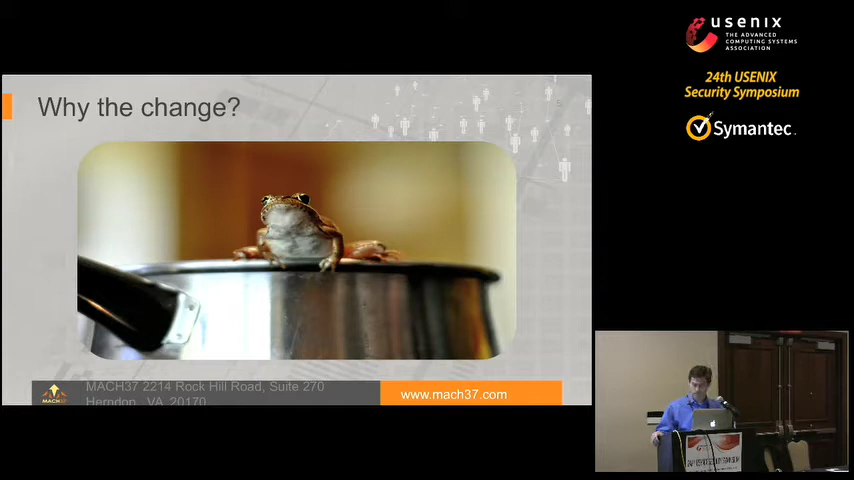 usenix
THE ADVANCED
COMPUTING SYSTEMS
ASSOCIATION
24th USENIX
Security Symposium
Symantec.
Why the change?
MACH37 2214 Rock Hill Road, Suite 270
Herndon, VA 20170
MACH37
www.mach37.com